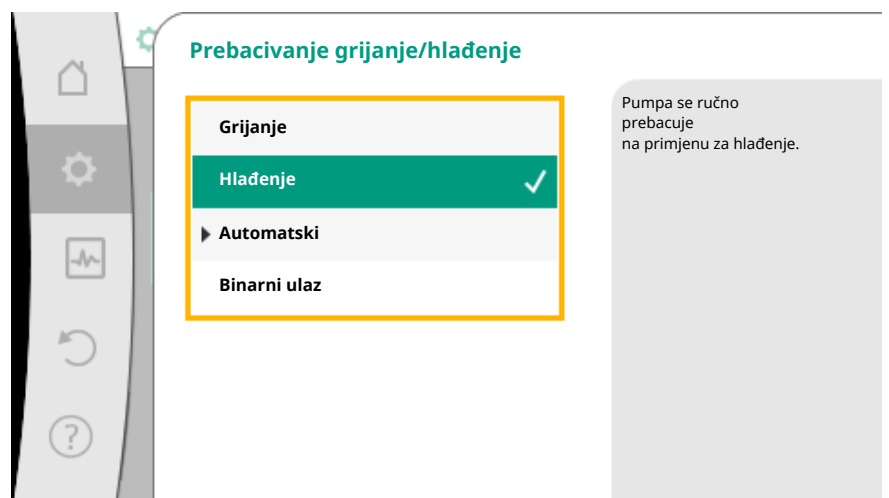 Prebacivanje grijanje/hlađenje
Grijanje
Hlađenje
Automatski
Binarni ulaz
Pumpa se ručno
prebacuje
na primjenu za hlađenje.
?